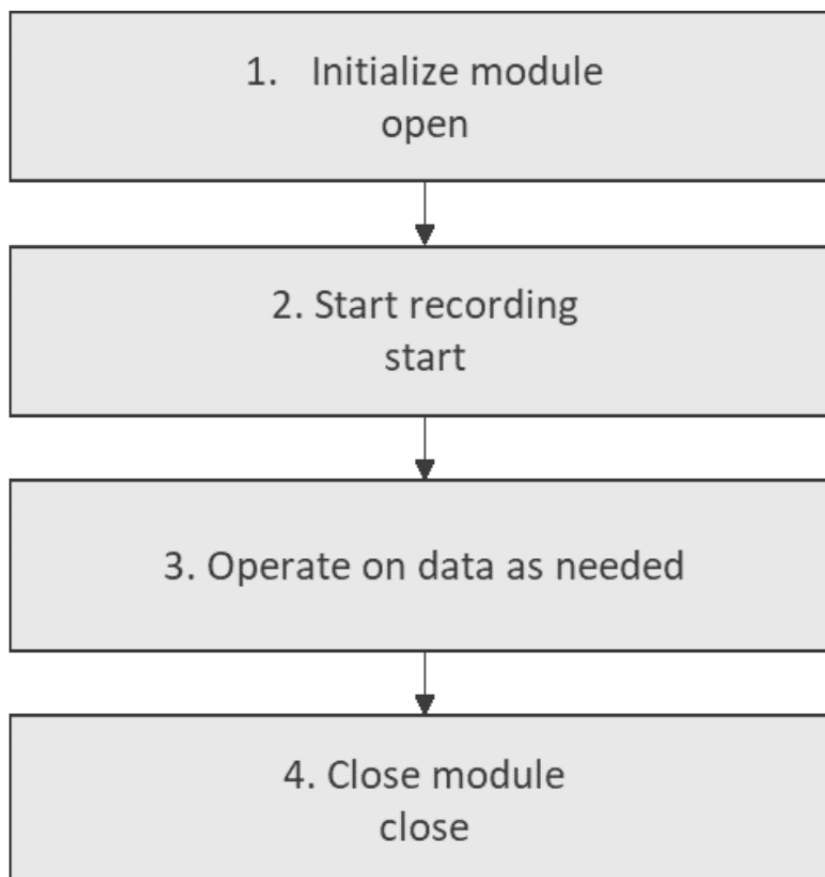 1. Initialize module
open
2. Start recording
start
3. Operate on data as needed
4. Close module
close